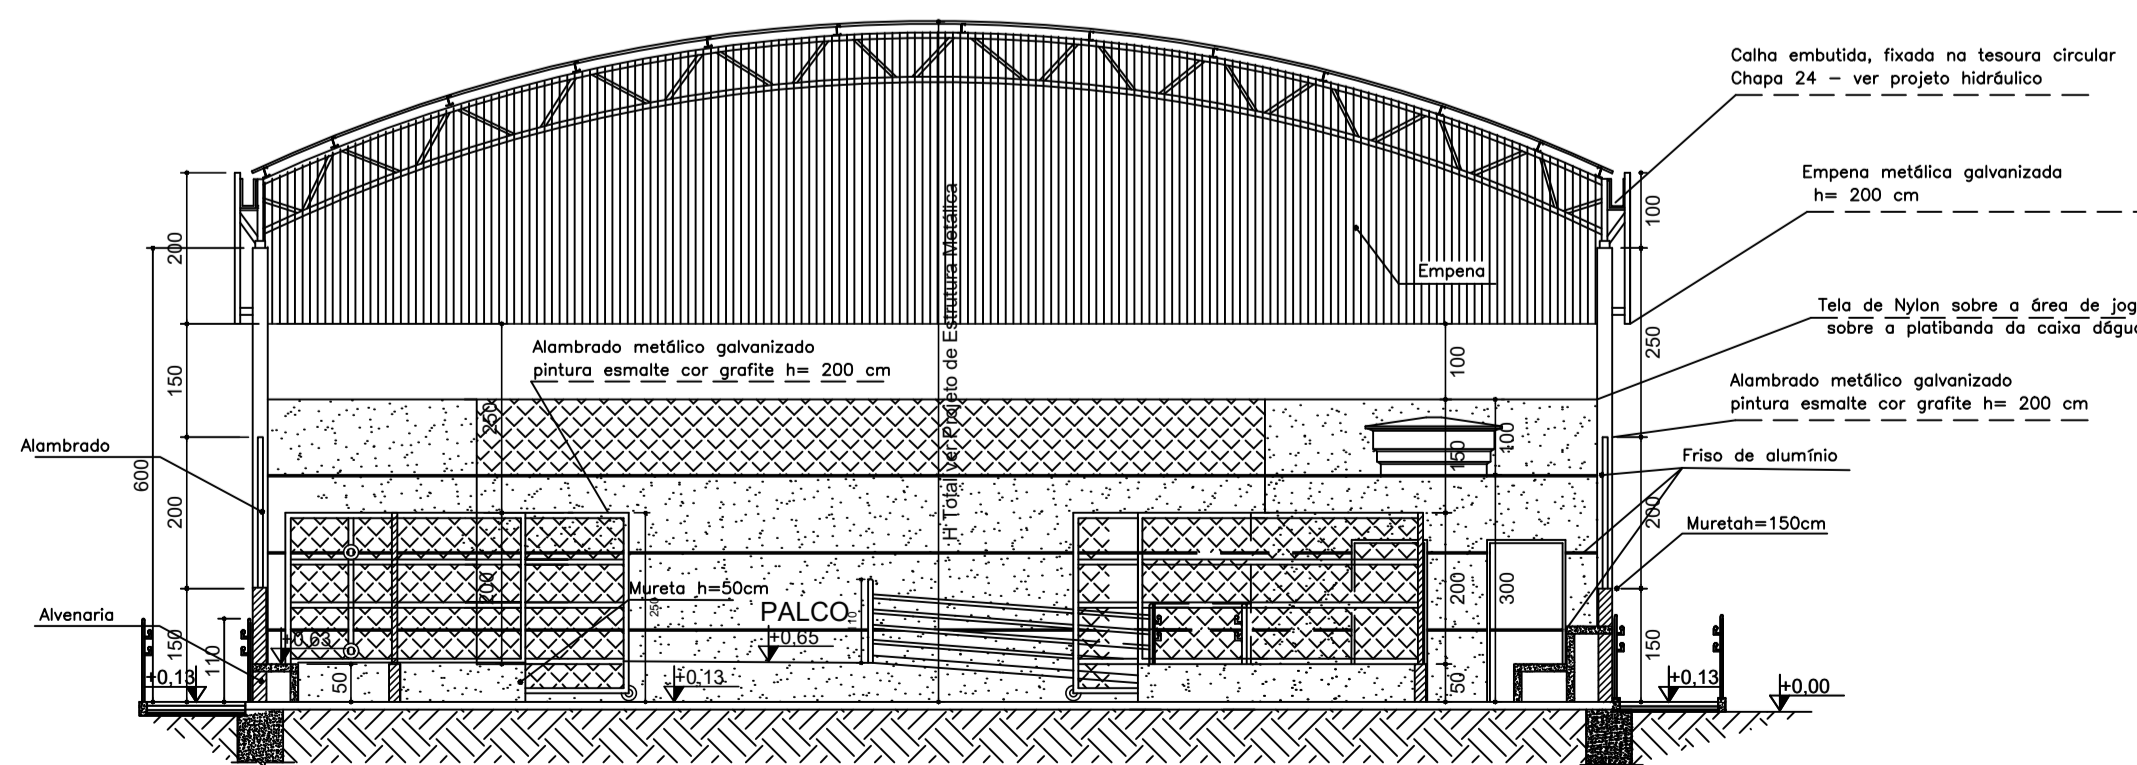 Calha embutida, fixada na tesoura circular
Chapa 24 – ver projeto hidráulico
Empena metálica galvanizada
h= 200 cm
100
200
H Total ver Projeto de Estrutura Metálica
Empena
Tela de Nylon sobre a área de jog
sobre a platibanda da caixa dágu
250
Alambrado metálico galvanizado
pintura esmalte cor grafite h= 200 cm
100
150
Alambrado metálico galvanizado
pintura esmalte cor grafite h= 200 cm
250
Alambrado
600
150
100
Friso de alumínio
200
200
Muretah=150cm
Alvenaria
200
Mureta h=50cm
250
PALCO
110
200
300
+0,63
+0,65
150
110
150
+0,13
50
+0,13
50
+0,13
+0,00